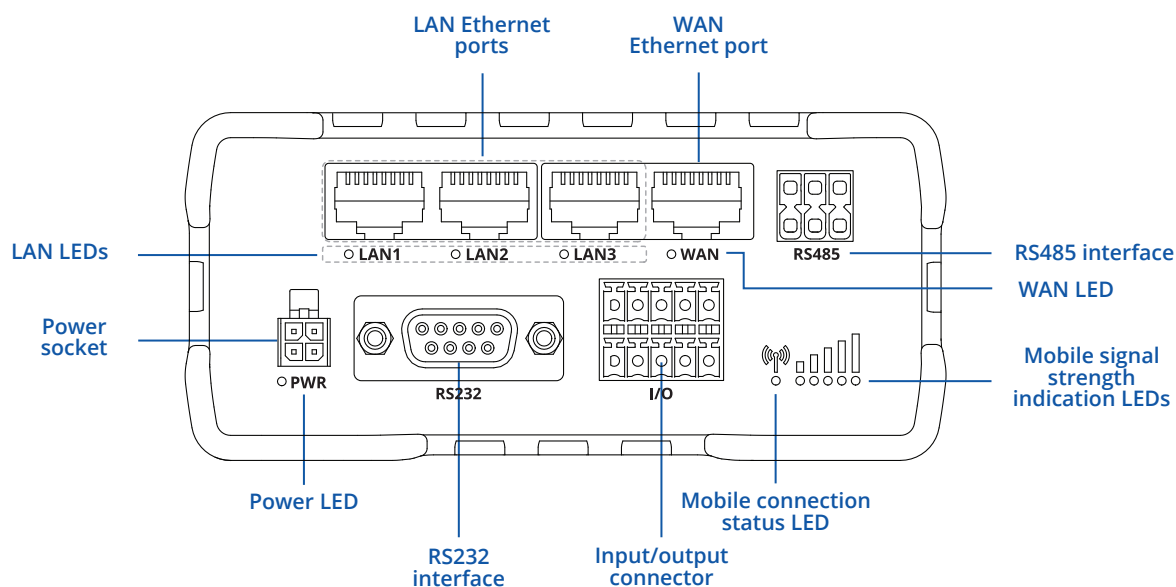 LAN Ethernet
ports
WAN
Ethernet port
LAN LEDs
LAN1
LAN2
LAN3
WAN
RS485
RS485 interface
WAN LED
Power
socket
PWR
RS232
I/O
Mobile signal
strength
indication LEDs
Power LED
Mobile connection
status LED
RS232
interface
Input/output
connector